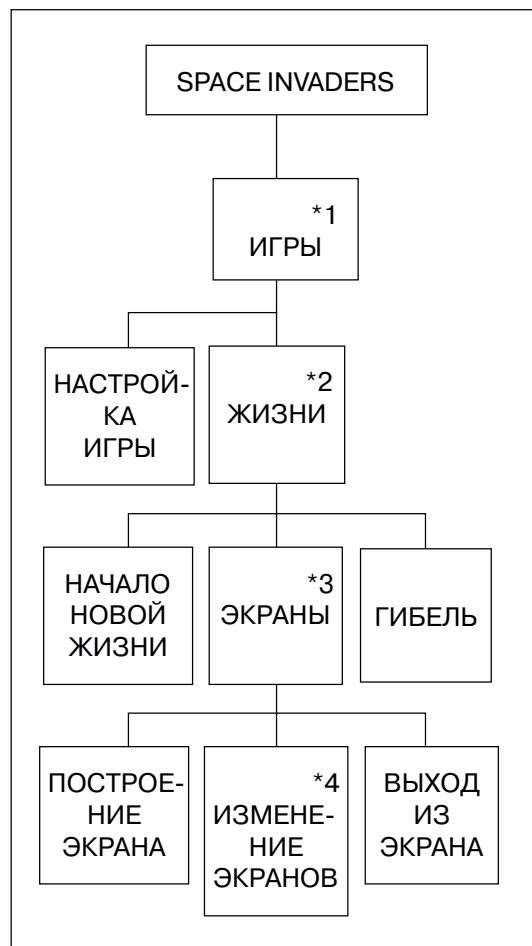 SPACE INVADERS
*1
ИГРЫ
НАСТРОЙ-
КА
ИГРЫ
*2
ЖИЗНИ
НАЧАЛО
НОВОЙ
ЖИЗНИ
*3
ЭКРАНЫ
ГИБЕЛЬ
ПОСТРОЕ-
НИЕ
ЭКРАНА
*4
ИЗМЕНЕ-
НИЕ
ЭКРАНОВ
ВЫХОД
ИЗ
ЭКРАНА